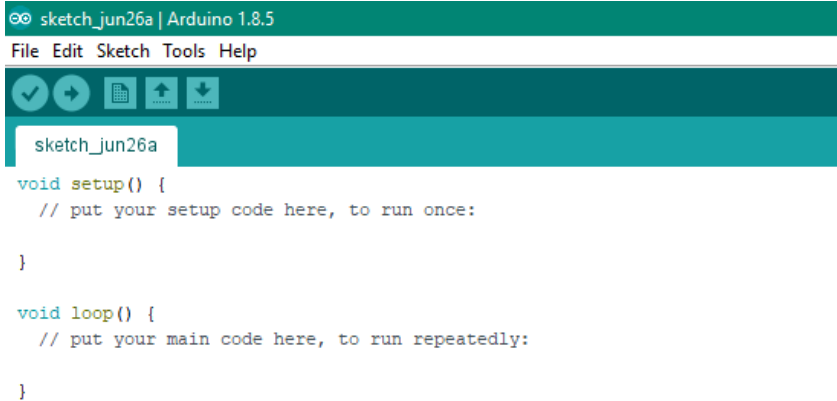 sketch_jun26a | Arduino 1.8.5
File Edit Sketch Tools Help
sketch_jun26a
void setup() {
  // put your setup code here, to run once:
}
void loop() {
  // put your main code here, to run repeatedly:
}